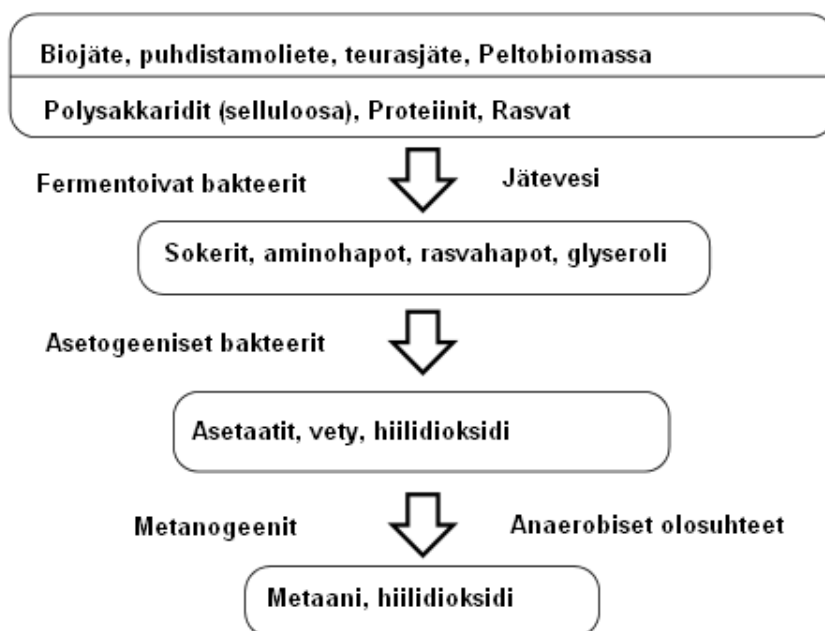 Biojäte, puhdistamoliete, teurasjäte, Peltobiomassa
Polysakkaridit (selluloosa), Proteiinit, Rasvat
Fermentoivat bakteerit
Jätevesi
Sokerit, aminohapot, rasvahapot, glyseroli
Asetogeeniset bakteerit
Asetaatit, vety, hiilidioksidi
Metanogeenit
Anaerobiset olosuhteet
Metaani, hiilidioksidi